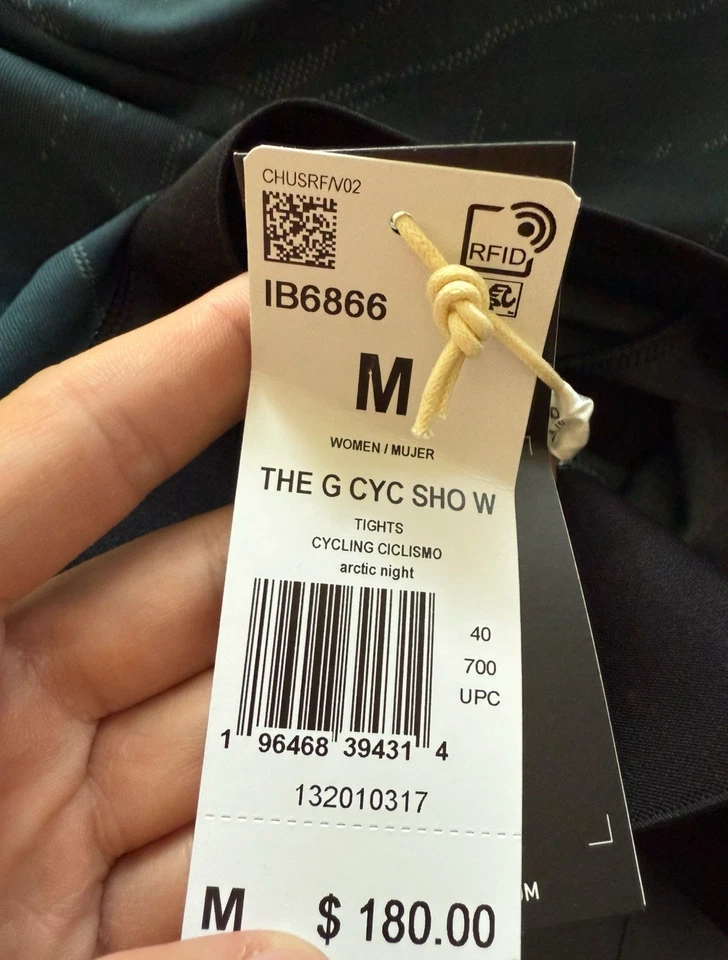 CHUSRF/V02
RFID
IB6866
M
WOMEN / MUJER
THE G CYC SHO W
TIGHTS
CYCLING CICLISMO
arctic night
40
700
UPC
1 96468 39431 4
132010317
M $ 180.00
OM